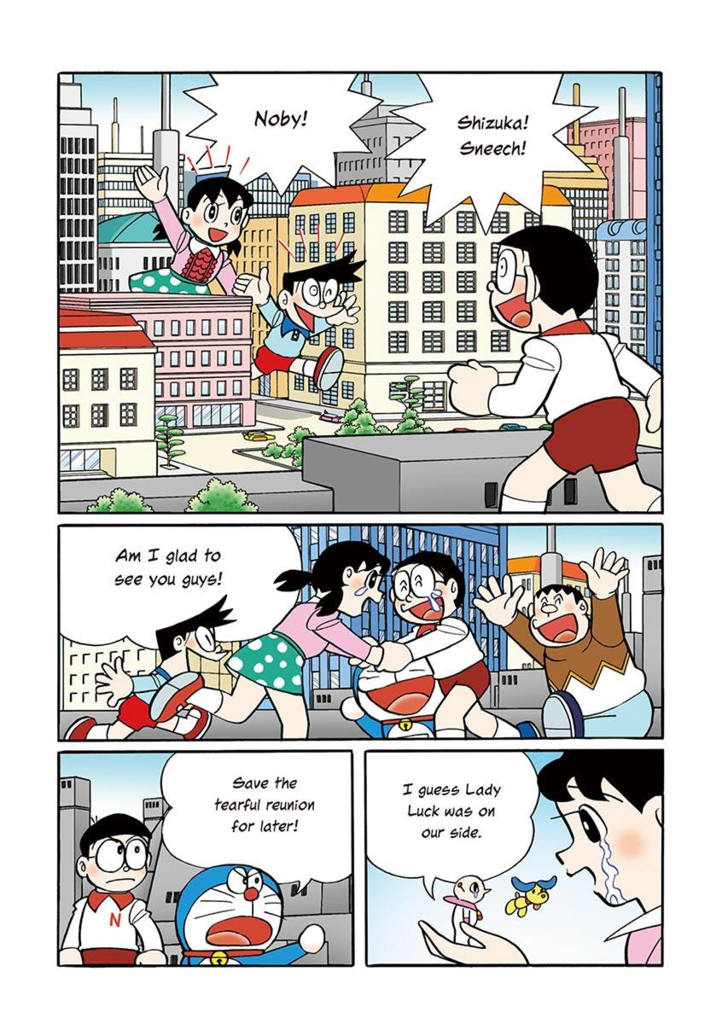 Noby!
Shizuka!
Sneech!
Am I glad to
see you guys!
Save the
tearful reunion
for later!
N
I guess Lady
Luck was on
our side.